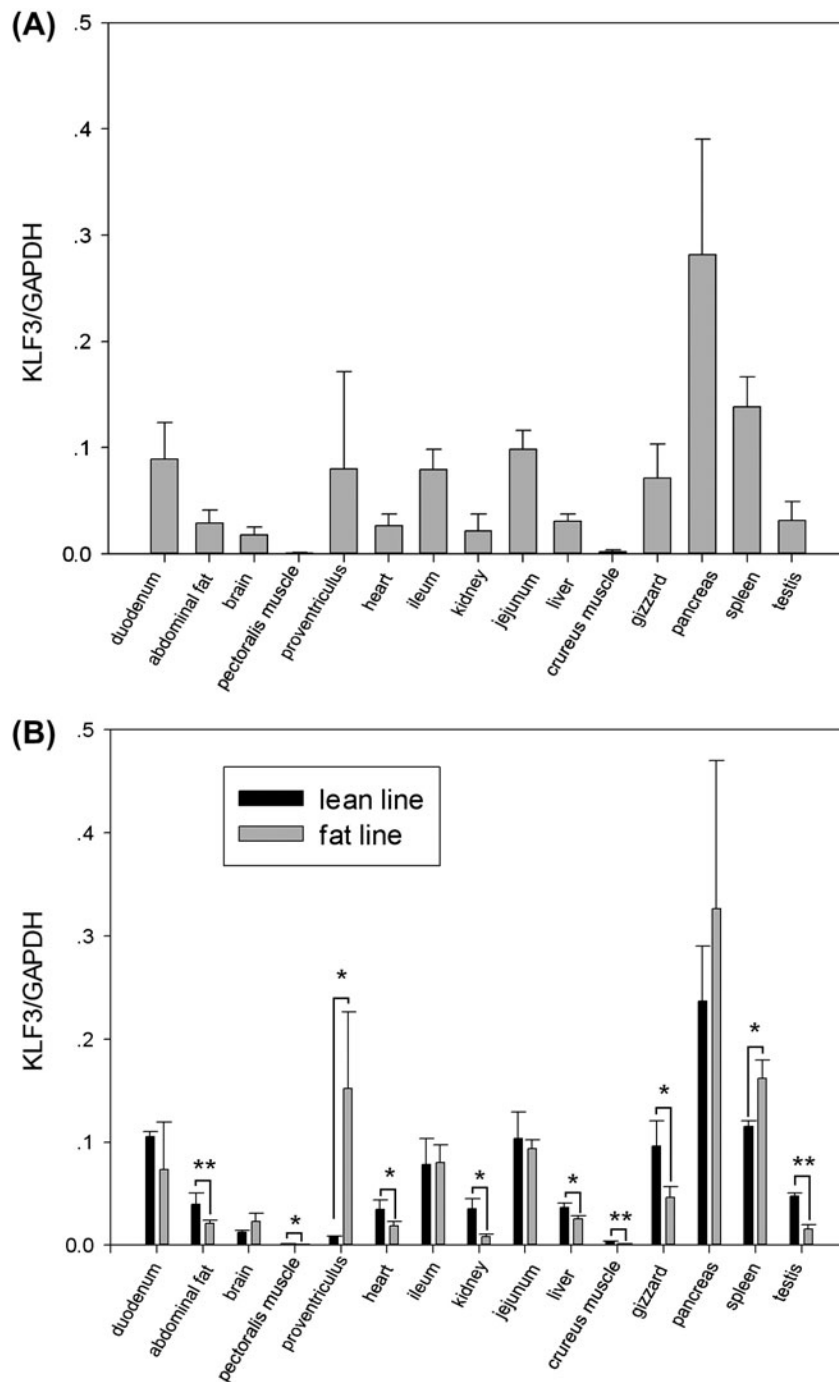 (A)
.5
.4
.3
.2
.1
0.0
KLF3/GAPDH
duodenum
abdominal fat
brain
pectoralis muscle
proventriculus
heart
ileum
kidney
jejunum
liver
crureus muscle
gizzard
pancreas
spleen
testis
(B)
.5
.4
.3
.2
.1
0.0
KLF3/GAPDH
lean line
fat line
**
*
*
*
*
*
**
*
*
**
duodenum
abdominal fat
brain
pectoralis muscle
proventriculus
heart
ileum
kidney
jejunum
liver
crureus muscle
gizzard
pancreas
spleen
testis